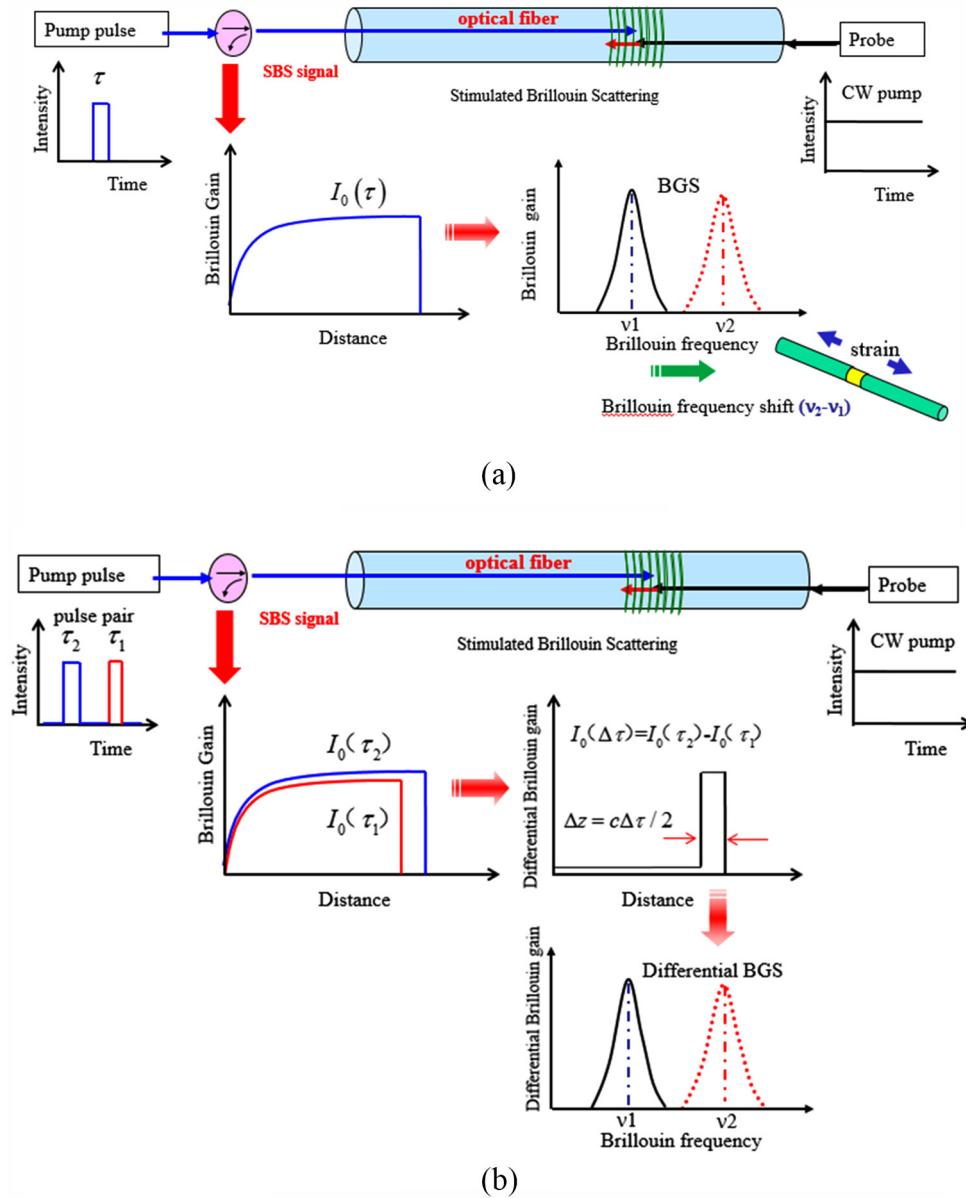 Pump pulse
optical fiber
Probe
SBS signal
Stimulated Brillouin Scattering
τ
Intensity
Time
CW pump
Intensity
Time
Brillouin Gain
I₀(τ)
Distance
Brillouin gain
BGS
ν1
ν2
Brillouin frequency
strain
Brillouin frequency shift (ν₂-ν₁)
(a)
Pump pulse
optical fiber
Probe
SBS signal
Stimulated Brillouin Scattering
pulse pair
τ₂ τ₁
Intensity
Time
CW pump
Intensity
Time
Brillouin Gain
I₀(τ₂)
I₀(τ₁)
Distance
Differential Brillouin gain
I₀(Δτ)=I₀(τ₂)-I₀(τ₁)
Δz = cΔτ / 2
Distance
Differential Brillouin gain
Differential BGS
ν1
ν2
Brillouin frequency
(b)